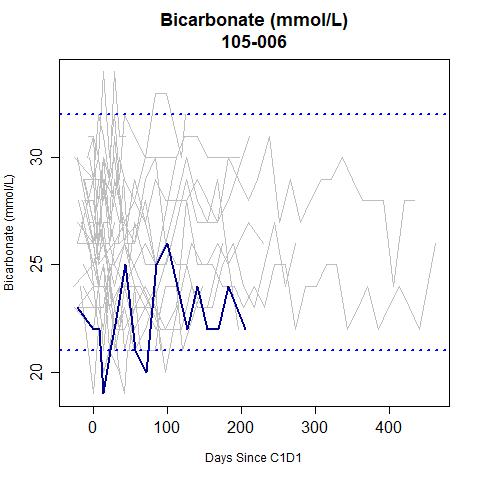 Bicarbonate (mmol/L)
105-006
Bicarbonate (mmol/L)
30
25
20
0 100 200 300 400
Days Since C1D1